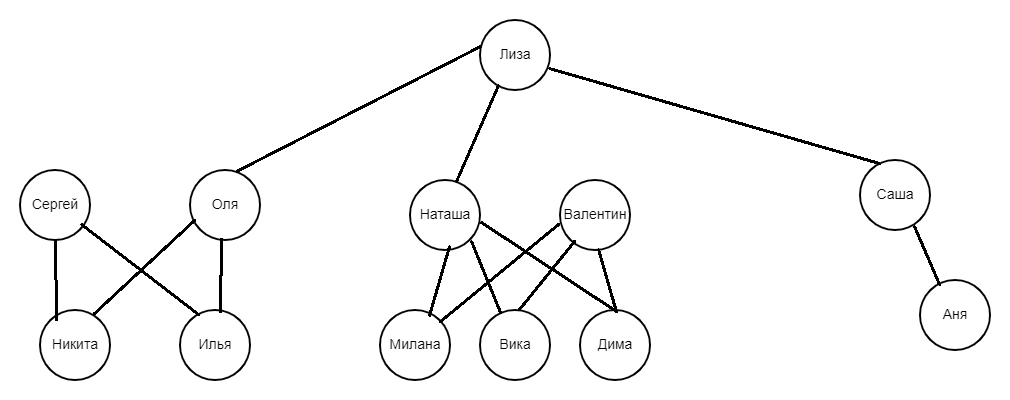 Лиза
Сергей
Оля
Наташа
Валентин
Саша
Никита
Илья
Милана
Вика
Дима
Аня